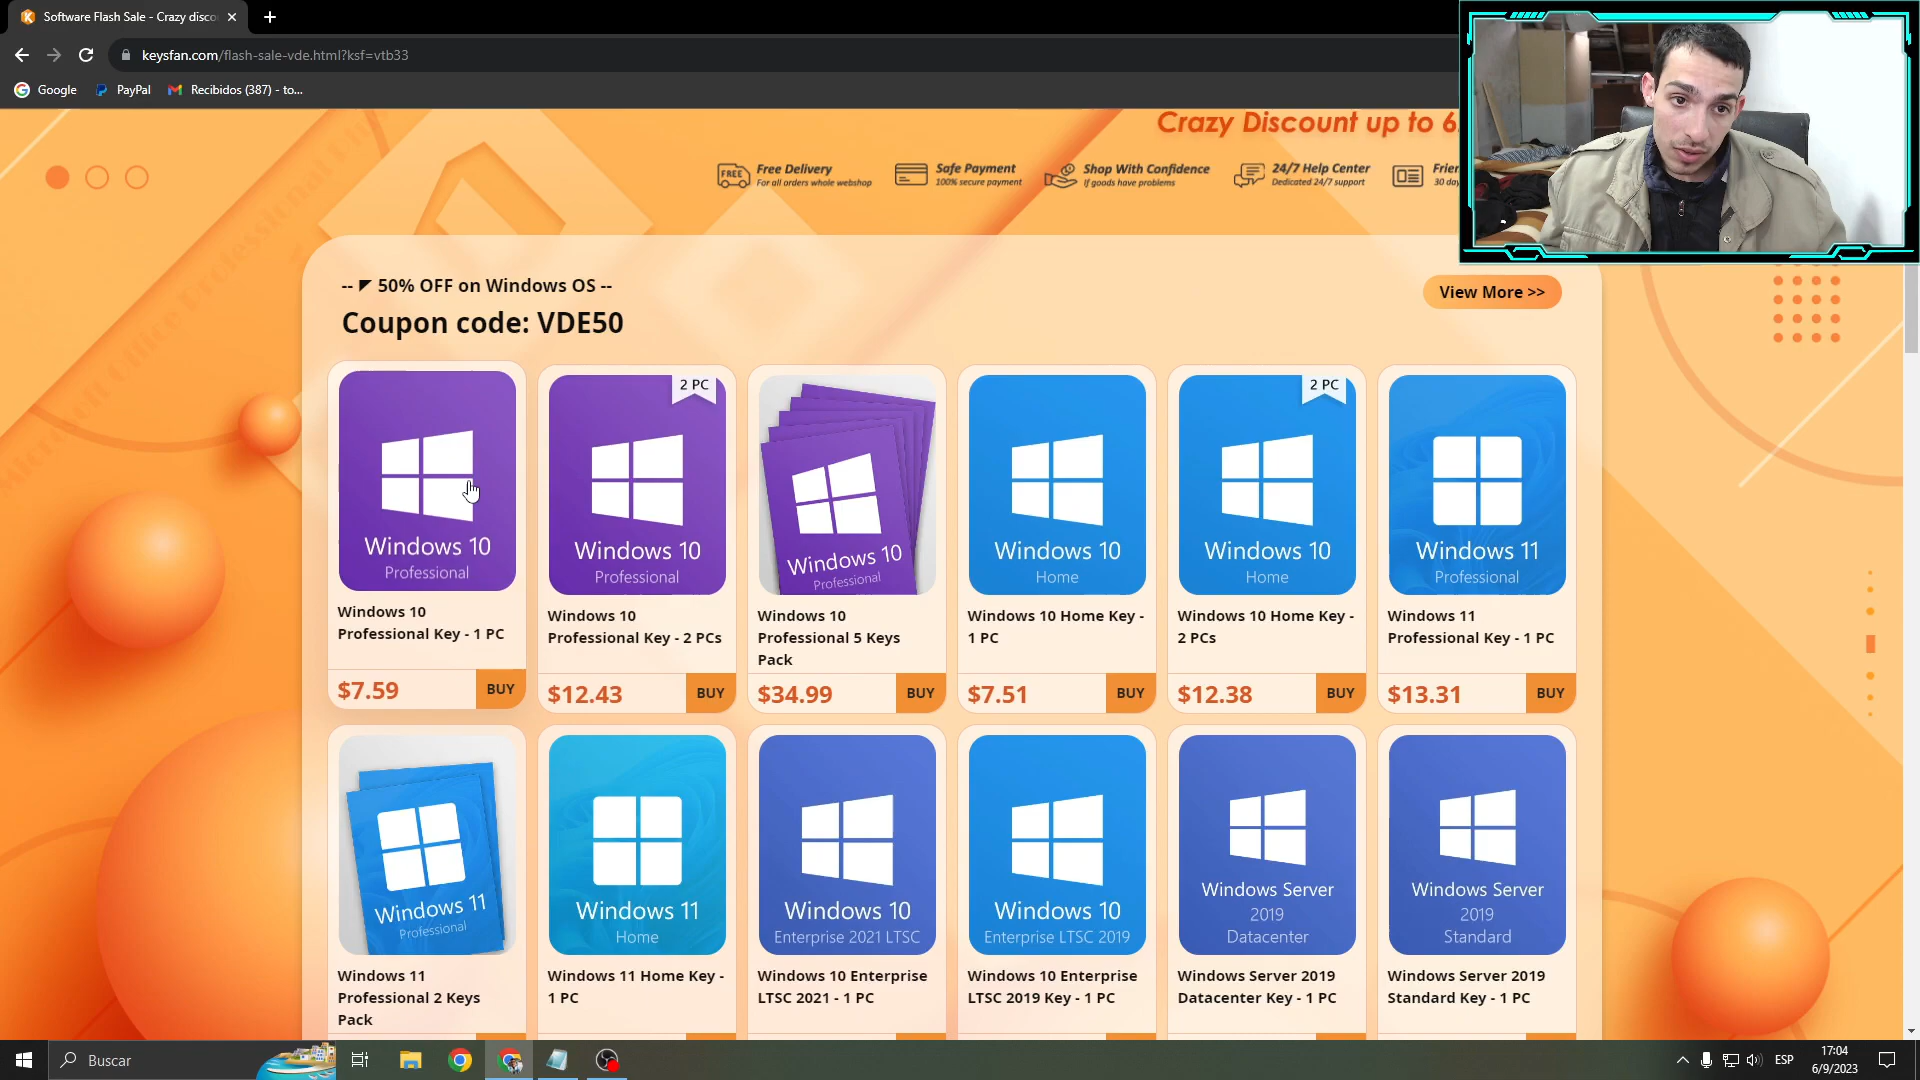 Software Flash Sale - Crazy disco
keysfan.com/flash-sale-vde.html?ksf=vtb33
Google
PayPal
Recibidos (387) - to...
Crazy Discount up to 6
FREE
Free Delivery
For all orders whole webshop
Safe Payment
100% secure payment
Shop With Confidence
If goods have problems
24/7 Help Center
Dedicated 24/7 support
Frien
30 day
-- ◤ 50% OFF on Windows OS --
Coupon code: VDE50
View More >>
Windows 10
Professional
Windows 10
Professional Key - 1 PC
$7.59
BUY
2 PC
Windows 10
Professional
Windows 10
Professional Key - 2 PCs
$12.43
BUY
Windows 10
Professional
Windows 10
Professional 5 Keys
Pack
$34.99
BUY
Windows 10
Home
Windows 10 Home Key -
1 PC
$7.51
BUY
2 PC
Windows 10
Home
Windows 10 Home Key -
2 PCs
$12.38
BUY
Windows 11
Professional
Windows 11
Professional Key - 1 PC
$13.31
BUY
Windows 11
Professional
Windows 11
Professional 2 Keys
Pack
Windows 11
Home
Windows 11 Home Key -
1 PC
Windows 10
Enterprise 2021 LTSC
Windows 10 Enterprise
LTSC 2021 - 1 PC
Windows 10
Enterprise LTSC 2019
Windows 10 Enterprise
LTSC 2019 Key - 1 PC
Windows Server
2019
Datacenter
Windows Server 2019
Datacenter Key - 1 PC
Windows Server
2019
Standard
Windows Server 2019
Standard Key - 1 PC
Buscar
ESP
17:04
6/9/2023